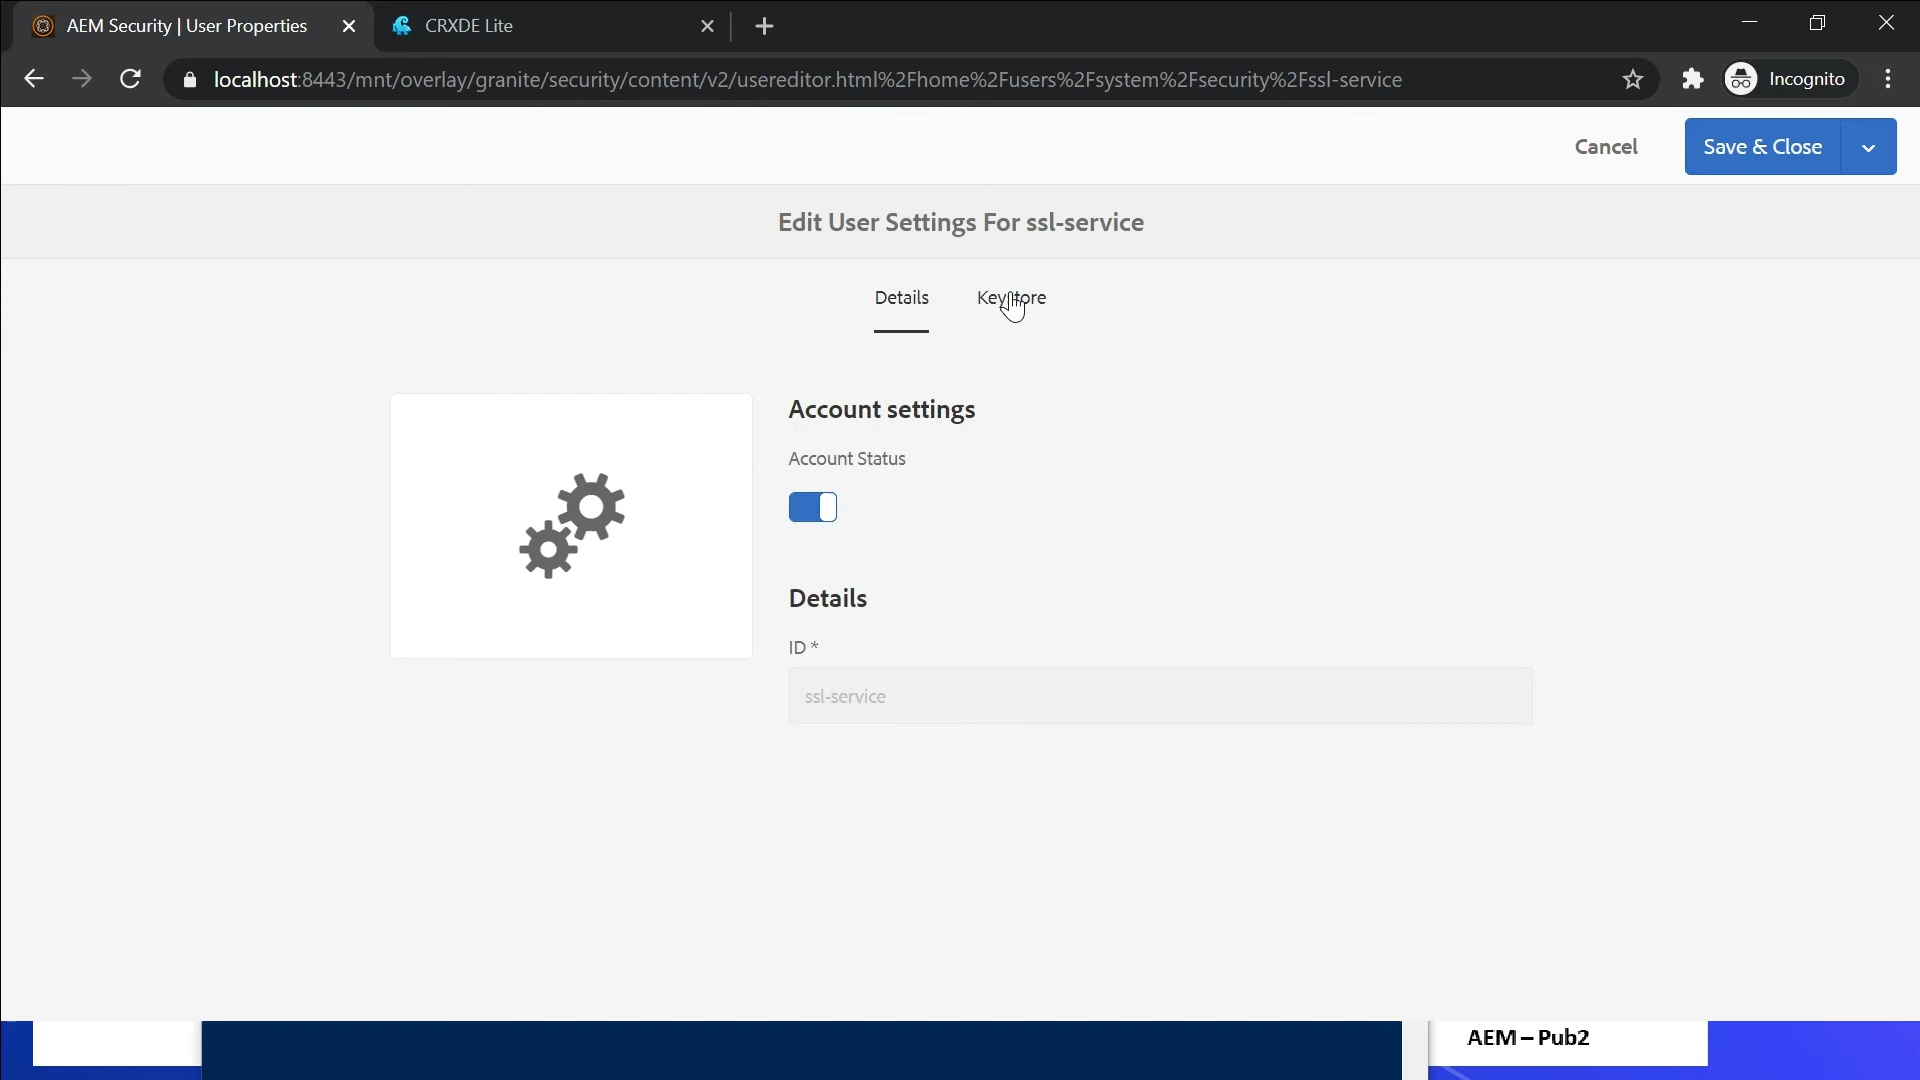 AEM Security | User Properties
CRXDE Lite
localhost:8443/mnt/overlay/granite/security/content/v2/usereditor.html%2Fhome%2Fusers%2Fsystem%2Fsecurity%2Fssl-service
Incognito
Cancel
Save & Close
Edit User Settings For ssl-service
Details
Keystore
Account settings
Account Status
Details
ID *
ssl-service
AEM – Pub2